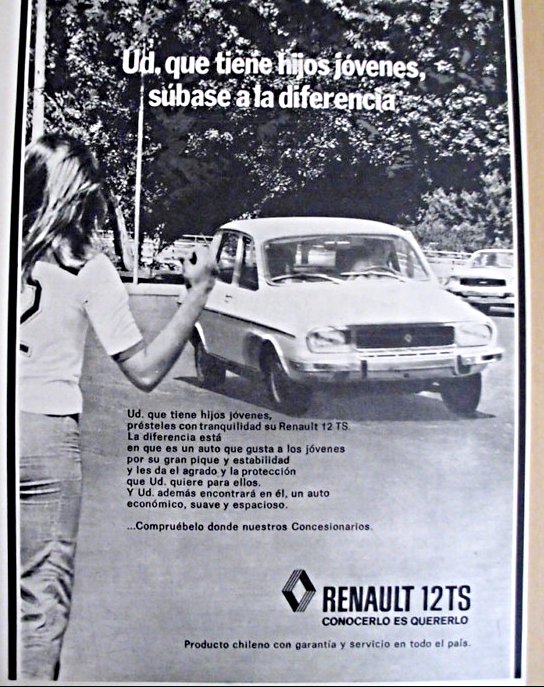 Ud. que tiene hijos jóvenes,
súbase a la diferencia
2
Ud. que tiene hijos jóvenes,
présteles con tranquilidad su Renault 12 TS.
La diferencia está
en que es un auto que gusta a los jóvenes
por su gran pique y estabilidad
y les da el agrado y la protección
que Ud. quiere para ellos.
Y Ud. además encontrará en él, un auto
económico, suave y espacioso.
...Compruébelo donde nuestros Concesionarios.
RENAULT 12TS
CONOCERLO ES QUERERLO
Producto chileno con garantía y servicio en todo el país.